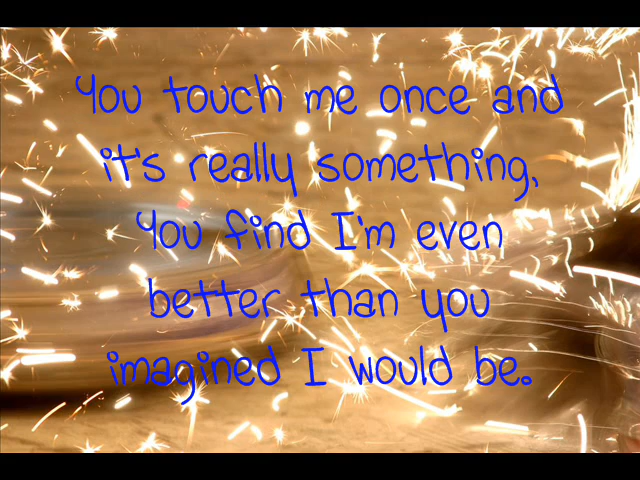 You touch me once and
it's really something,
You find I'm even
better than you
imagined I would be.